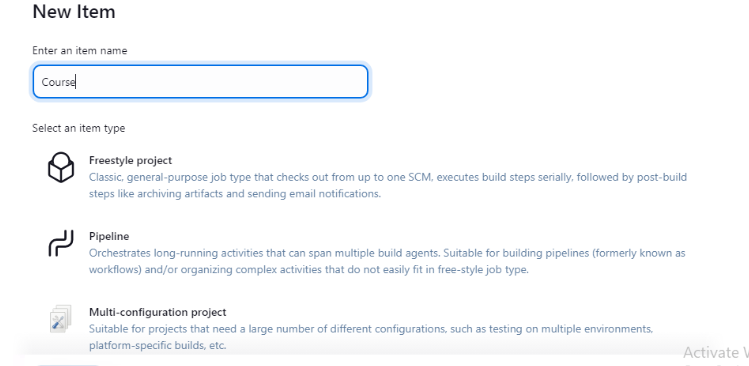 New Item
Enter an item name
Course
Select an item type
Freestyle project
Classic, general-purpose job type that checks out from up to one SCM, executes build steps serially, followed by post-build
steps like archiving artifacts and sending email notifications.
Pipeline
Orchestrates long-running activities that can span multiple build agents. Suitable for building pipelines (formerly known as
workflows) and/or organizing complex activities that do not easily fit in free-style job type.
Multi-configuration project
Suitable for projects that need a large number of different configurations, such as testing on multiple environments,
platform-specific builds, etc.
Activate